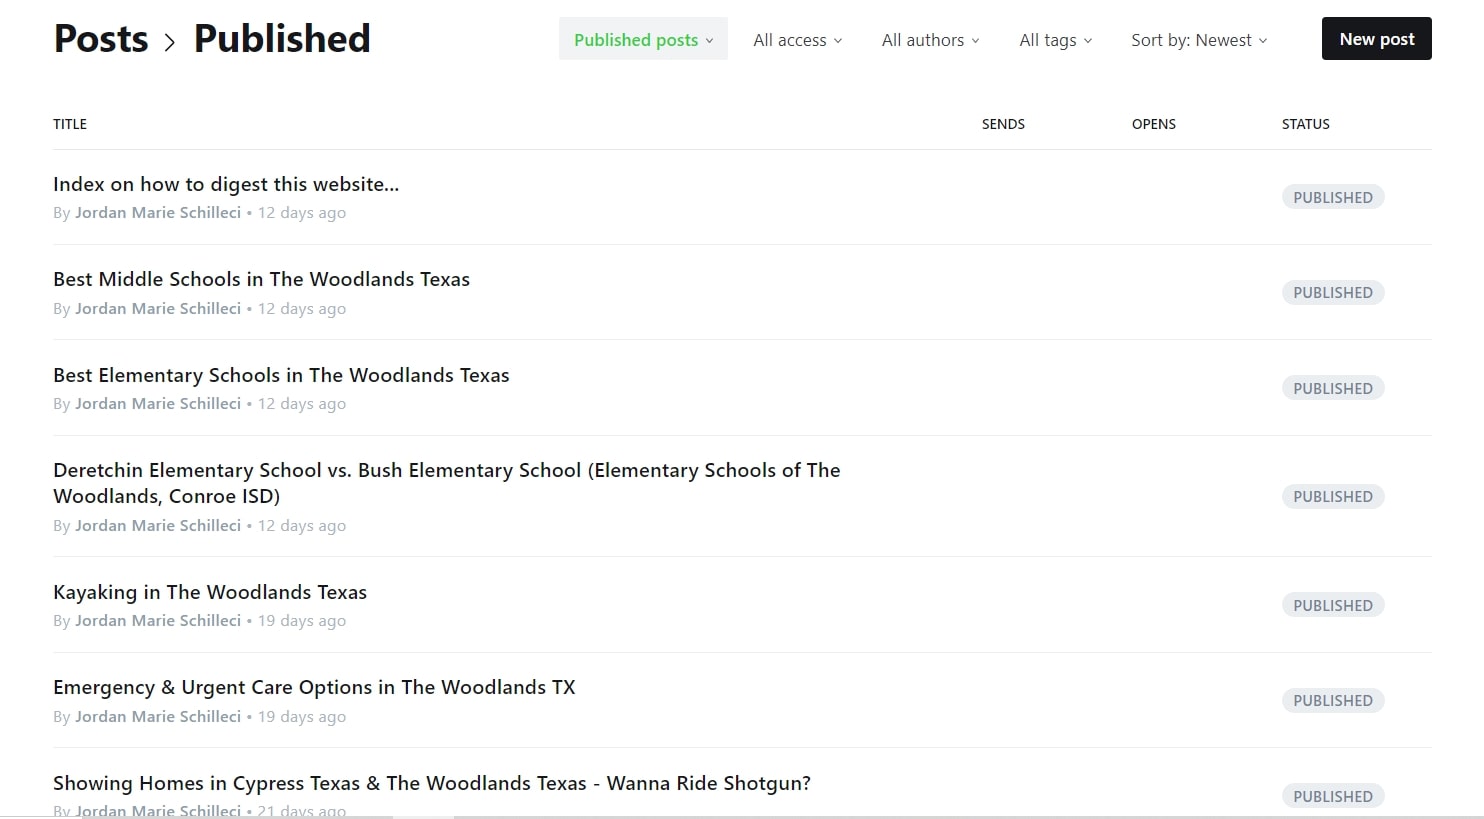 Posts > Published
Published posts
All access
All authors
All tags
Sort by: Newest
New post
TITLE
SENDS
OPENS
STATUS
Index on how to digest this website...
By Jordan Marie Schilleci • 12 days ago
PUBLISHED
Best Middle Schools in The Woodlands Texas
By Jordan Marie Schilleci • 12 days ago
PUBLISHED
Best Elementary Schools in The Woodlands Texas
By Jordan Marie Schilleci • 12 days ago
PUBLISHED
Deretchin Elementary School vs. Bush Elementary School (Elementary Schools of The
Woodlands, Conroe ISD)
By Jordan Marie Schilleci • 12 days ago
PUBLISHED
Kayaking in The Woodlands Texas
By Jordan Marie Schilleci • 19 days ago
PUBLISHED
Emergency & Urgent Care Options in The Woodlands TX
By Jordan Marie Schilleci • 19 days ago
PUBLISHED
Showing Homes in Cypress Texas & The Woodlands Texas - Wanna Ride Shotgun?
By Jordan Marie Schilleci • 21 days ago
PUBLISHED